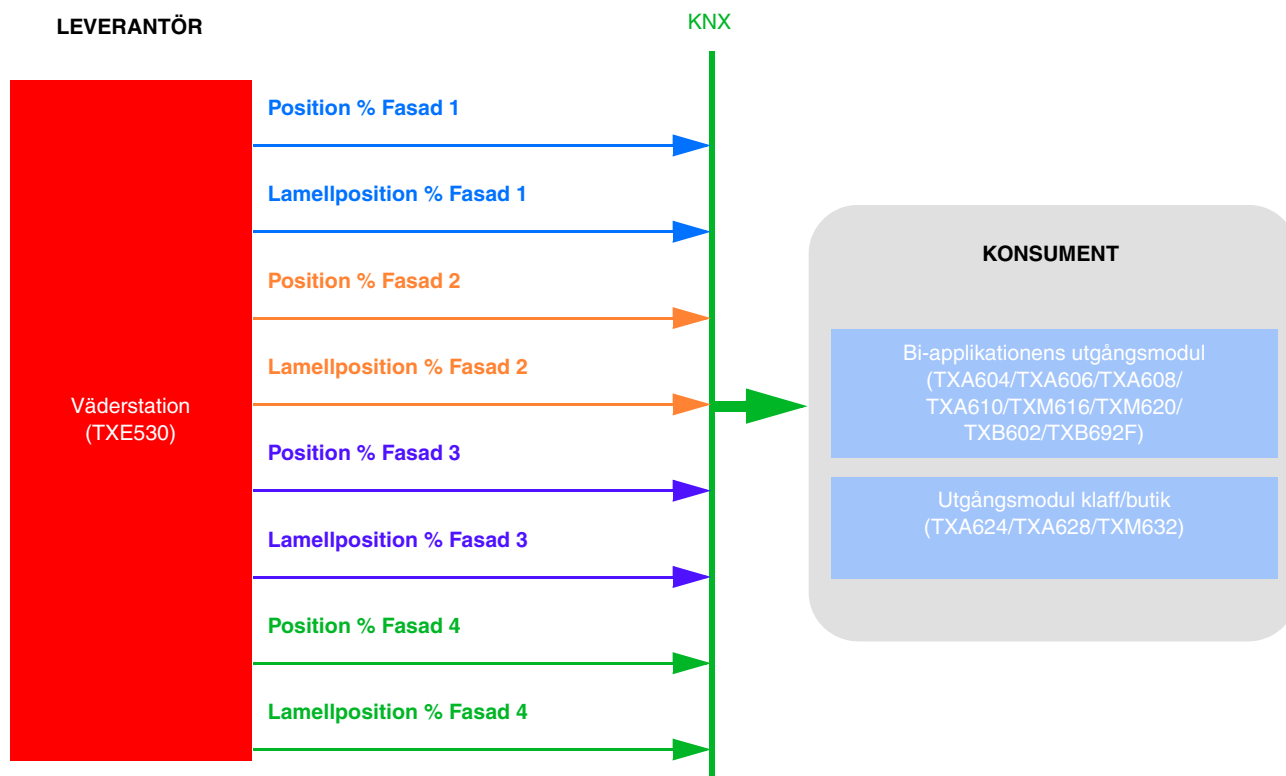 LEVERANTÖR
KNX
Position % Fasad 1
Lamellposition % Fasad 1
Position % Fasad 2
Lamellposition % Fasad 2
Väderstation
(TXE530)
Position % Fasad 3
Lamellposition % Fasad 3
Position % Fasad 4
Lamellposition % Fasad 4
KONSUMENT
Bi-applikationens utgångsmodul
(TXA604/TXA606/TXA608/
TXA610/TXM616/TXM620/
TXB602/TXB692F)
Utgångsmodul klaff/butik
(TXA624/TXA628/TXM632)